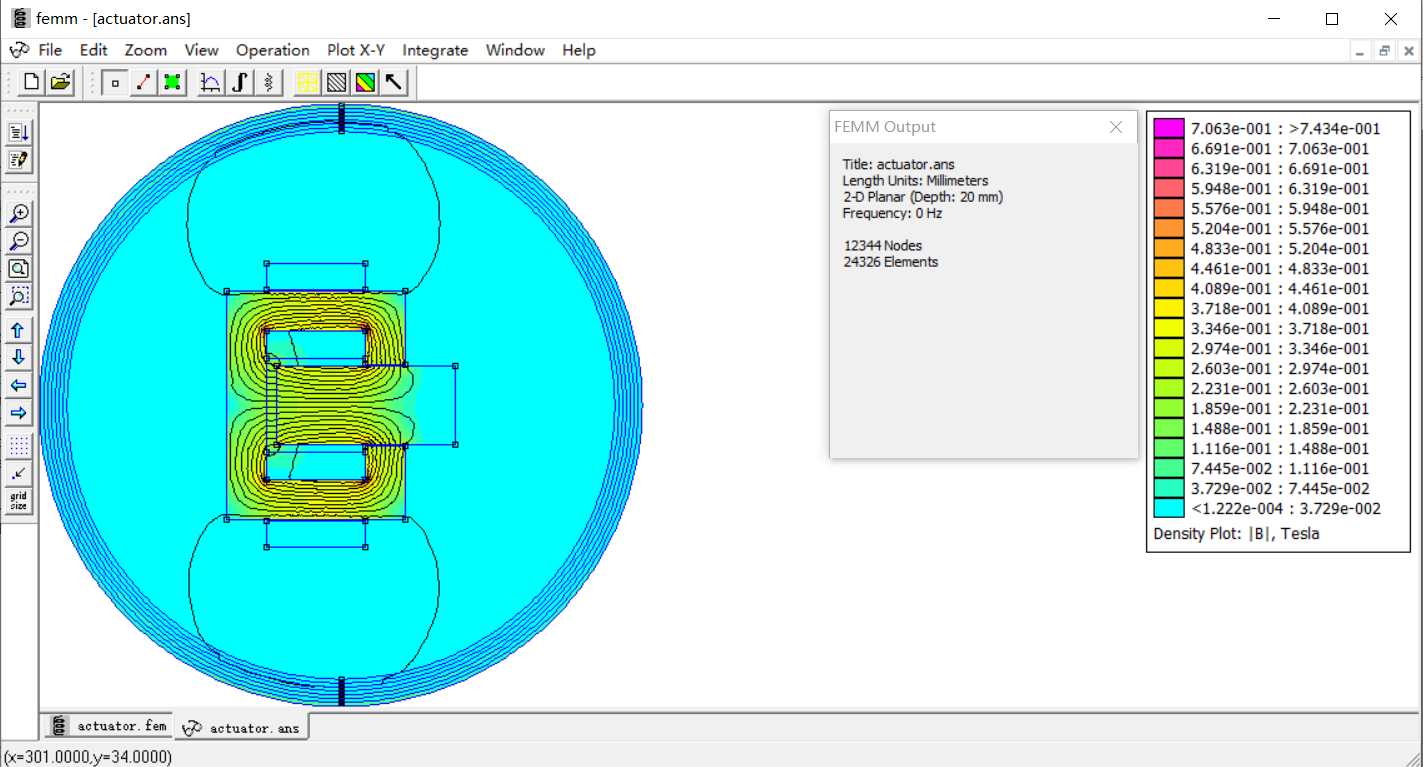 femm - [actuator.ans]
File Edit Zoom View Operation Plot X-Y Integrate Window Help
FEMM Output
Title: actuator.ans
Length Units: Millimeters
2-D Planar (Depth: 20 mm)
Frequency: 0 Hz
12344 Nodes
24326 Elements
7.063e-001 : >7.434e-001
6.691e-001 : 7.063e-001
6.319e-001 : 6.691e-001
5.948e-001 : 6.319e-001
5.576e-001 : 5.948e-001
5.204e-001 : 5.576e-001
4.833e-001 : 5.204e-001
4.461e-001 : 4.833e-001
4.089e-001 : 4.461e-001
3.718e-001 : 4.089e-001
3.346e-001 : 3.718e-001
2.974e-001 : 3.346e-001
2.603e-001 : 2.974e-001
2.231e-001 : 2.603e-001
1.859e-001 : 2.231e-001
1.488e-001 : 1.859e-001
1.116e-001 : 1.488e-001
7.445e-002 : 1.116e-001
3.729e-002 : 7.445e-002
<1.222e-004 : 3.729e-002
Density Plot: |B|, Tesla
grid
size
actuator.fem actuator.ans
(x=301.0000,y=34.0000)